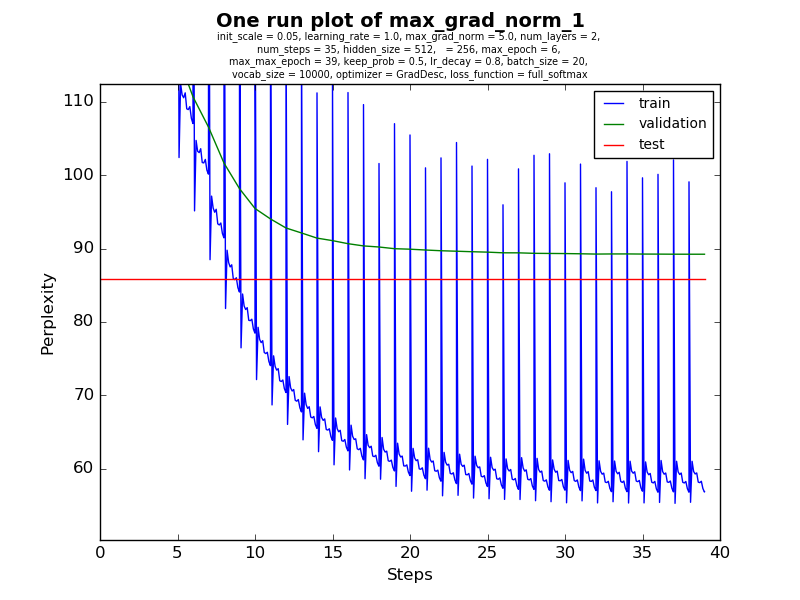 One run plot of max_grad_norm_1
init_scale = 0.05, learning_rate = 1.0, max_grad_norm = 5.0, num_layers = 2,
num_steps = 35, hidden_size = 512,   = 256, max_epoch = 6,
max_max_epoch = 39, keep_prob = 0.5, lr_decay = 0.8, batch_size = 20,
vocab_size = 10000, optimizer = GradDesc, loss_function = full_softmax
train
validation
test
110
100
90
80
70
60
Perplexity
0 5 10 15 20 25 30 35 40
Steps